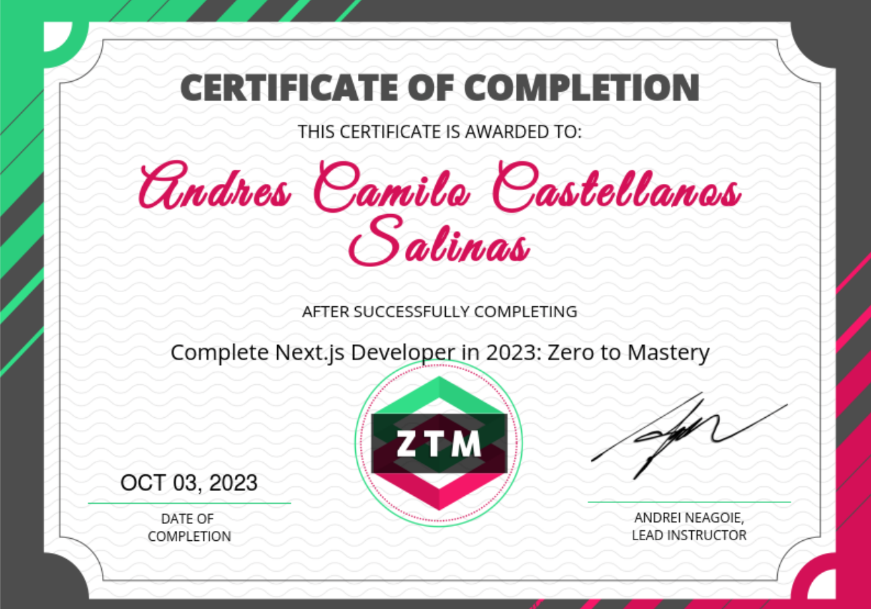 CERTIFICATE OF COMPLETION
THIS CERTIFICATE IS AWARDED TO:
Andres Camilo Castellanos
Salinas
AFTER SUCCESSFULLY COMPLETING
Complete Next.js Developer in 2023: Zero to Mastery
ZTM
OCT 03, 2023
DATE OF
COMPLETION
ANDREI NEAGOIE,
LEAD INSTRUCTOR